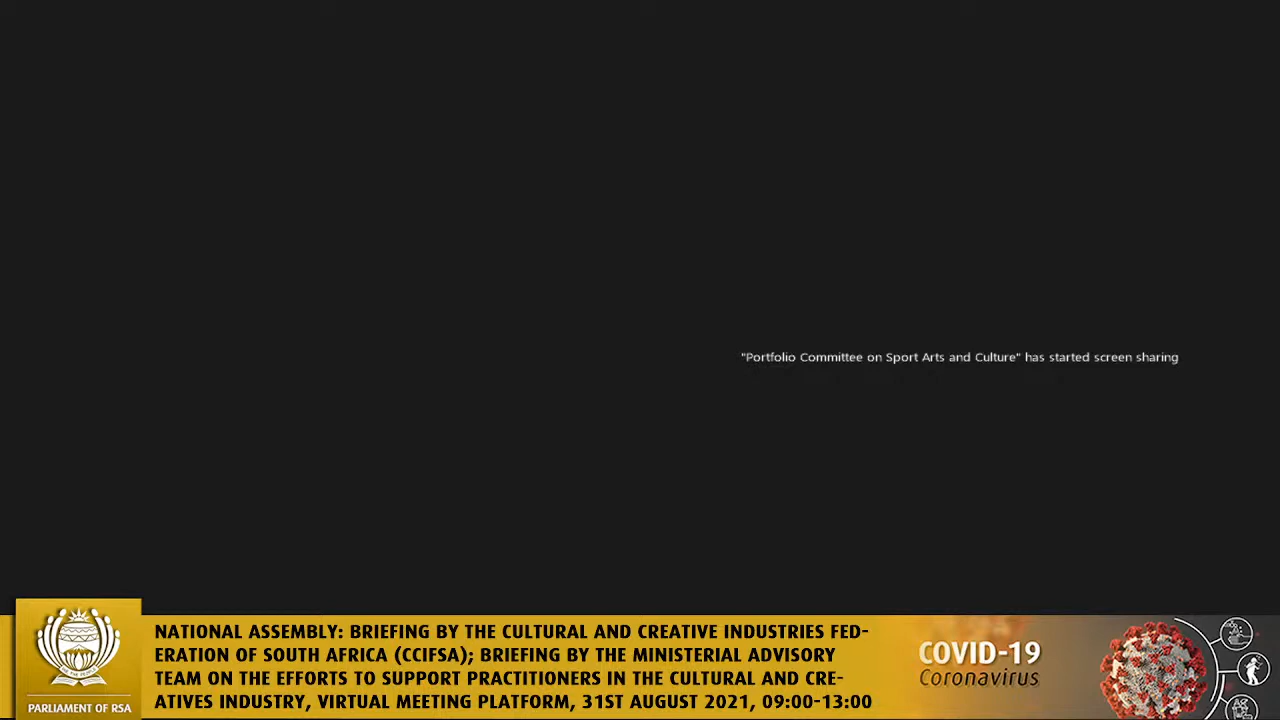 "Portfolio Committee on Sport Arts and Culture" has started screen sharing
NATIONAL ASSEMBLY: BRIEFING BY THE CULTURAL AND CREATIVE INDUSTRIES FED-
ERATION OF SOUTH AFRICA (CCIFSA); BRIEFING BY THE MINISTERIAL ADVISORY
TEAM ON THE EFFORTS TO SUPPORT PRACTITIONERS IN THE CULTURAL AND CRE-
ATIVES INDUSTRY, VIRTUAL MEETING PLATFORM, 31ST AUGUST 2021, 09:00-13:00
PARLIAMENT OF RSA
COVID-19
Coronavirus